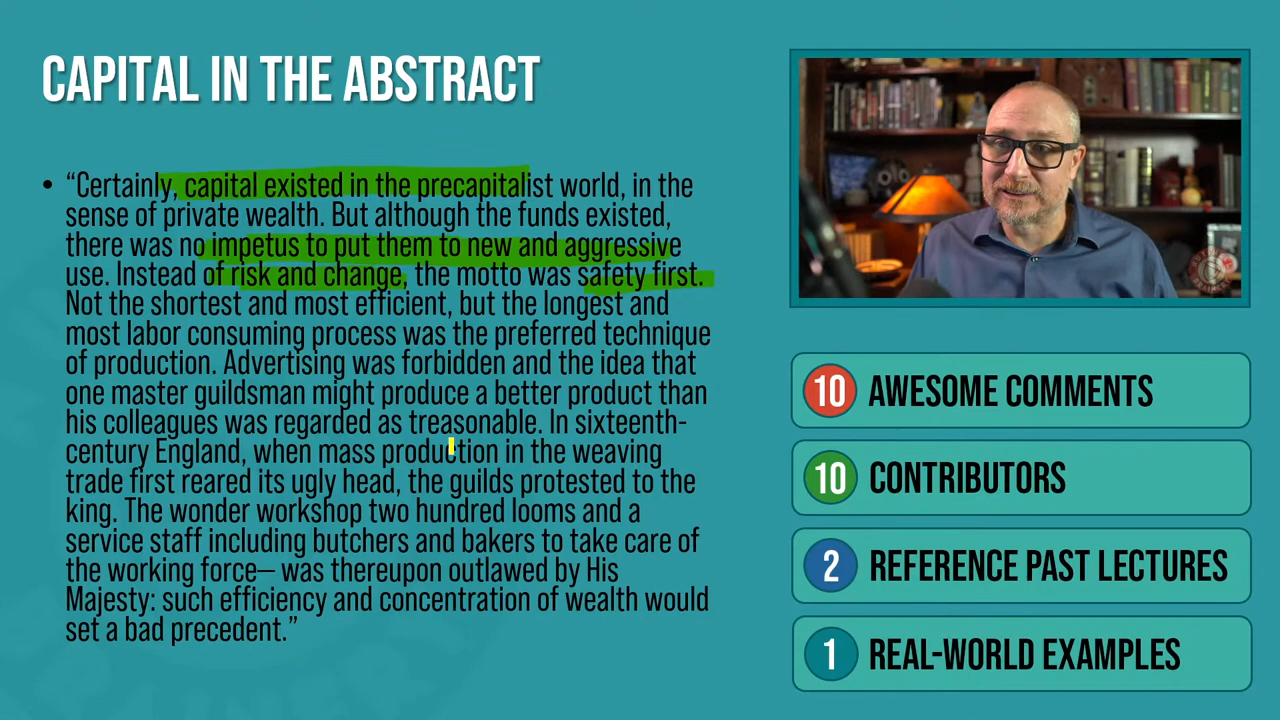 CAPITAL IN THE ABSTRACT
• “Certainly, capital existed in the precapitalist world, in the
sense of private wealth. But although the funds existed,
there was no impetus to put them to new and aggressive
use. Instead of risk and change, the motto was safety first.
Not the shortest and most efficient, but the longest and
most labor consuming process was the preferred technique
of production. Advertising was forbidden and the idea that
one master guildsman might produce a better product than
his colleagues was regarded as treasonable. In sixteenth-
century England, when mass production in the weaving
trade first reared its ugly head, the guilds protested to the
king. The wonder workshop two hundred looms and a
service staff including butchers and bakers to take care of
the working force— was thereupon outlawed by His
Majesty: such efficiency and concentration of wealth would
set a bad precedent.”
10 AWESOME COMMENTS
10 CONTRIBUTORS
2 REFERENCE PAST LECTURES
1 REAL-WORLD EXAMPLES